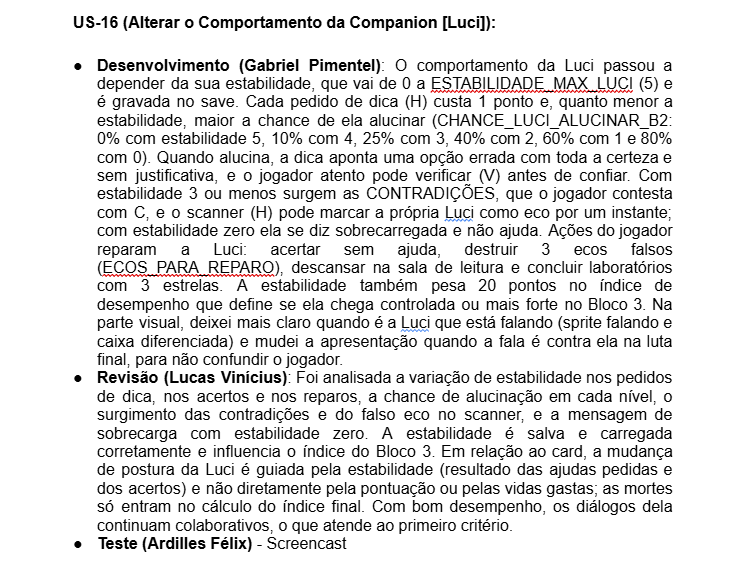 US-16 (Alterar o Comportamento da Companion [Luci]):
● Desenvolvimento (Gabriel Pimentel): O comportamento da Luci passou a
depender da sua estabilidade, que vai de 0 a ESTABILIDADE_MAX_LUCI (5) e
é gravada no save. Cada pedido de dica (H) custa 1 ponto e, quanto menor a
estabilidade, maior a chance de ela alucinar (CHANCE_LUCI_ALUCINAR_B2:
0% com estabilidade 5, 10% com 4, 25% com 3, 40% com 2, 60% com 1 e 80%
com 0). Quando alucina, a dica aponta uma opção errada com toda a certeza e
sem justificativa, e o jogador atento pode verificar (V) antes de confiar. Com
estabilidade 3 ou menos surgem as CONTRADIÇÕES, que o jogador contesta
com C, e o scanner (H) pode marcar a própria Luci como eco por um instante;
com estabilidade zero ela se diz sobrecarregada e não ajuda. Ações do jogador
reparam a Luci: acertar sem ajuda, destruir 3 ecos falsos
(ECOS_PARA_REPARO), descansar na sala de leitura e concluir laboratórios
com 3 estrelas. A estabilidade também pesa 20 pontos no índice de
desempenho que define se ela chega controlada ou mais forte no Bloco 3. Na
parte visual, deixei mais claro quando é a Luci que está falando (sprite falando e
caixa diferenciada) e mudei a apresentação quando a fala é contra ela na luta
final, para não confundir o jogador.
● Revisão (Lucas Vinícius): Foi analisada a variação de estabilidade nos pedidos
de dica, nos acertos e nos reparos, a chance de alucinação em cada nível, o
surgimento das contradições e do falso eco no scanner, e a mensagem de
sobrecarga com estabilidade zero. A estabilidade é salva e carregada
corretamente e influencia o índice do Bloco 3. Em relação ao card, a mudança
de postura da Luci é guiada pela estabilidade (resultado das ajudas pedidas e
dos acertos) e não diretamente pela pontuação ou pelas vidas gastas; as mortes
só entram no cálculo do índice final. Com bom desempenho, os diálogos dela
continuam colaborativos, o que atende ao primeiro critério.
● Teste (Ardilles Félix) - Screencast